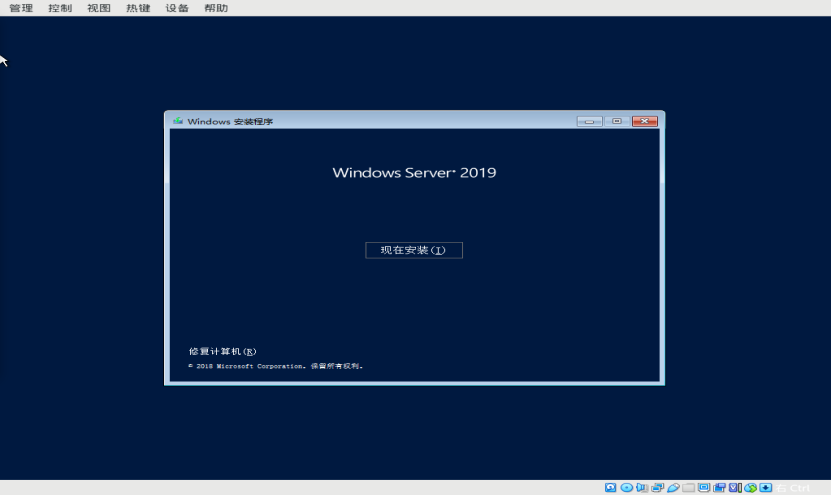 管理 控制 视图 热键 设备 帮助
Windows 安装程序
Windows Server® 2019
现在安装(I)
修复计算机(R)
© 2018 Microsoft Corporation。保留所有权利。
右 Ctrl